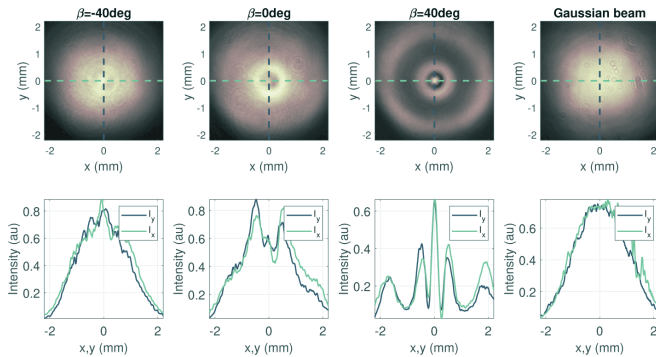 β=-40deg
β=0deg
β=40deg
Gaussian beam
y (mm)
2
1
0
-1
-2
-2
0
2
x (mm)
y (mm)
2
1
0
-1
-2
-2
0
2
x (mm)
y (mm)
2
1
0
-1
-2
-2
0
2
x (mm)
y (mm)
2
1
0
-1
-2
-2
0
2
x (mm)
Intensity (au)
0.8
0.6
0.4
0.2
I_y
I_x
-2
0
2
x,y (mm)
Intensity (au)
0.8
0.6
0.4
0.2
I_y
I_x
-2
0
2
x,y (mm)
Intensity (au)
0.6
0.4
0.2
I_y
I_x
-2
0
2
x,y (mm)
Intensity (au)
0.6
0.4
0.2
I_y
I_x
-2
0
2
x,y (mm)